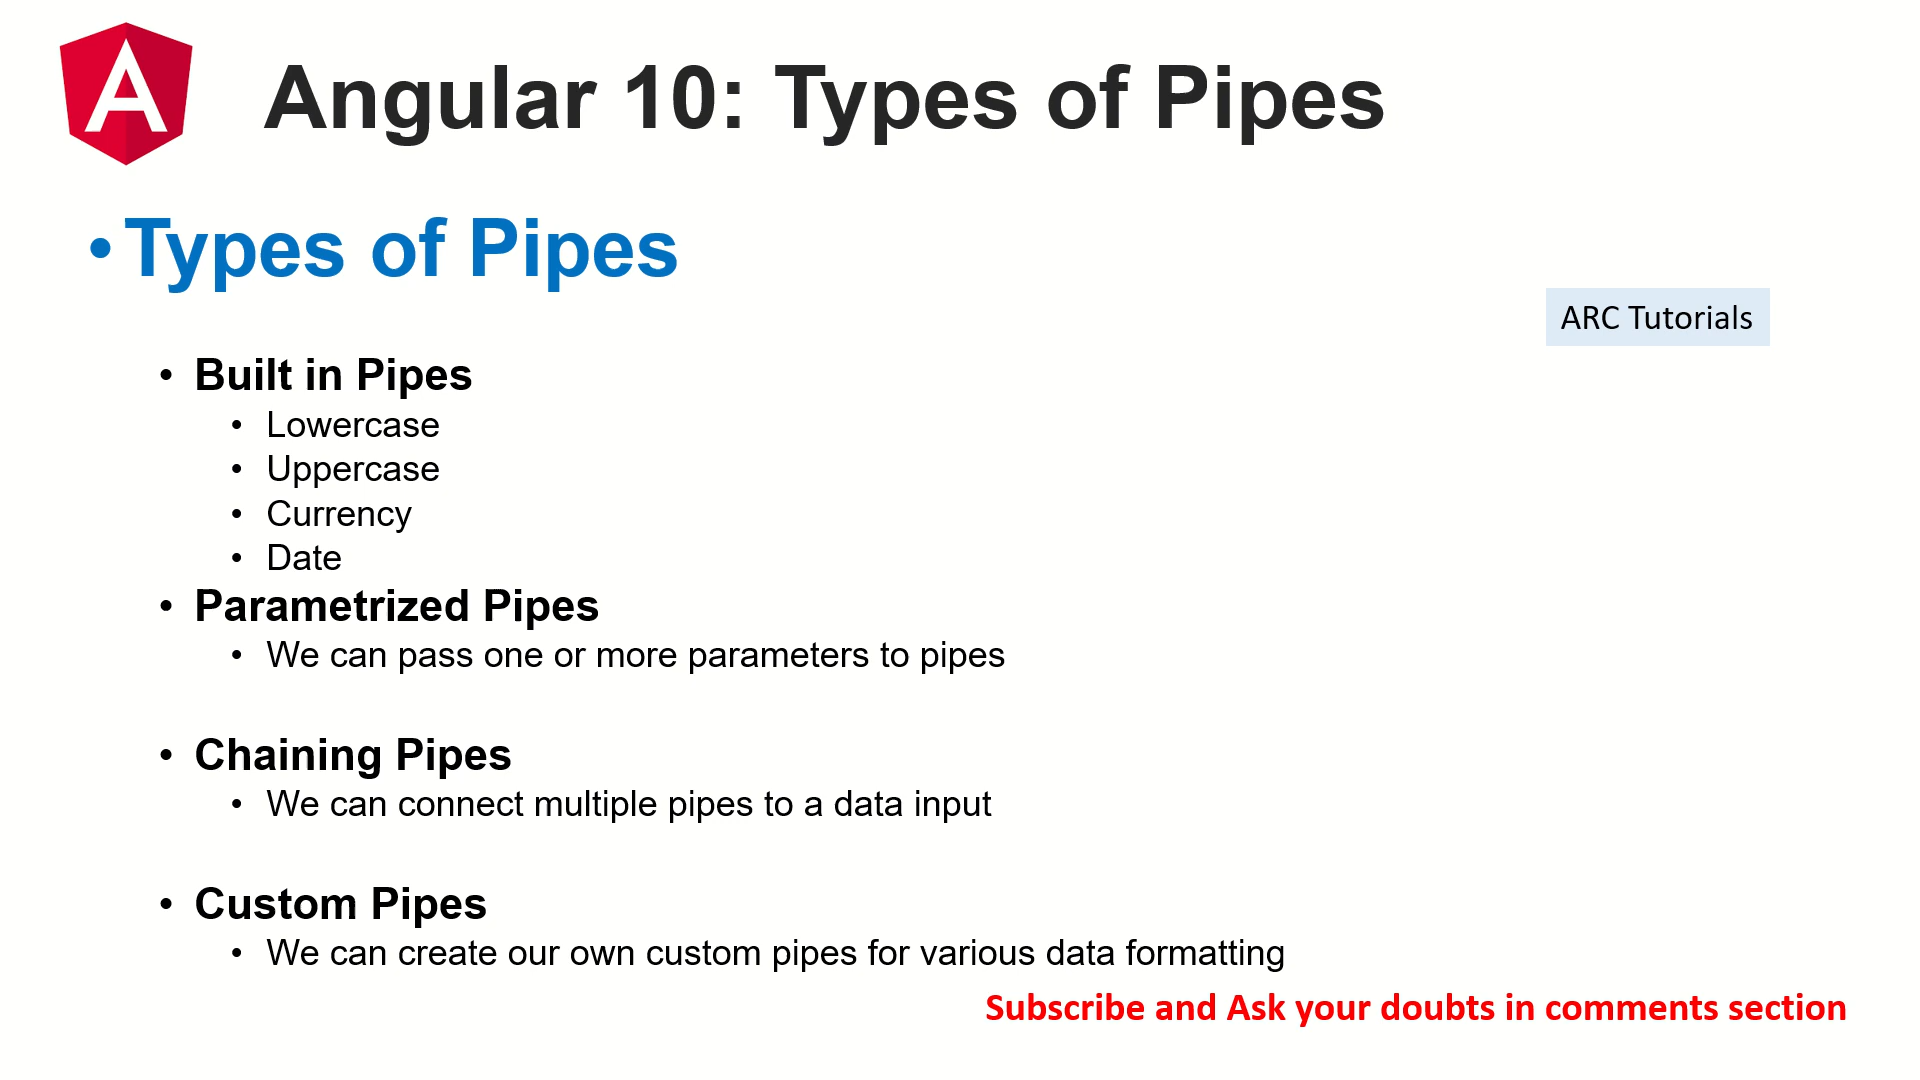 Angular 10: Types of Pipes
• Types of Pipes
ARC Tutorials
• Built in Pipes
• Lowercase
• Uppercase
• Currency
• Date
• Parametrized Pipes
• We can pass one or more parameters to pipes
• Chaining Pipes
• We can connect multiple pipes to a data input
• Custom Pipes
• We can create our own custom pipes for various data formatting
Subscribe and Ask your doubts in comments section